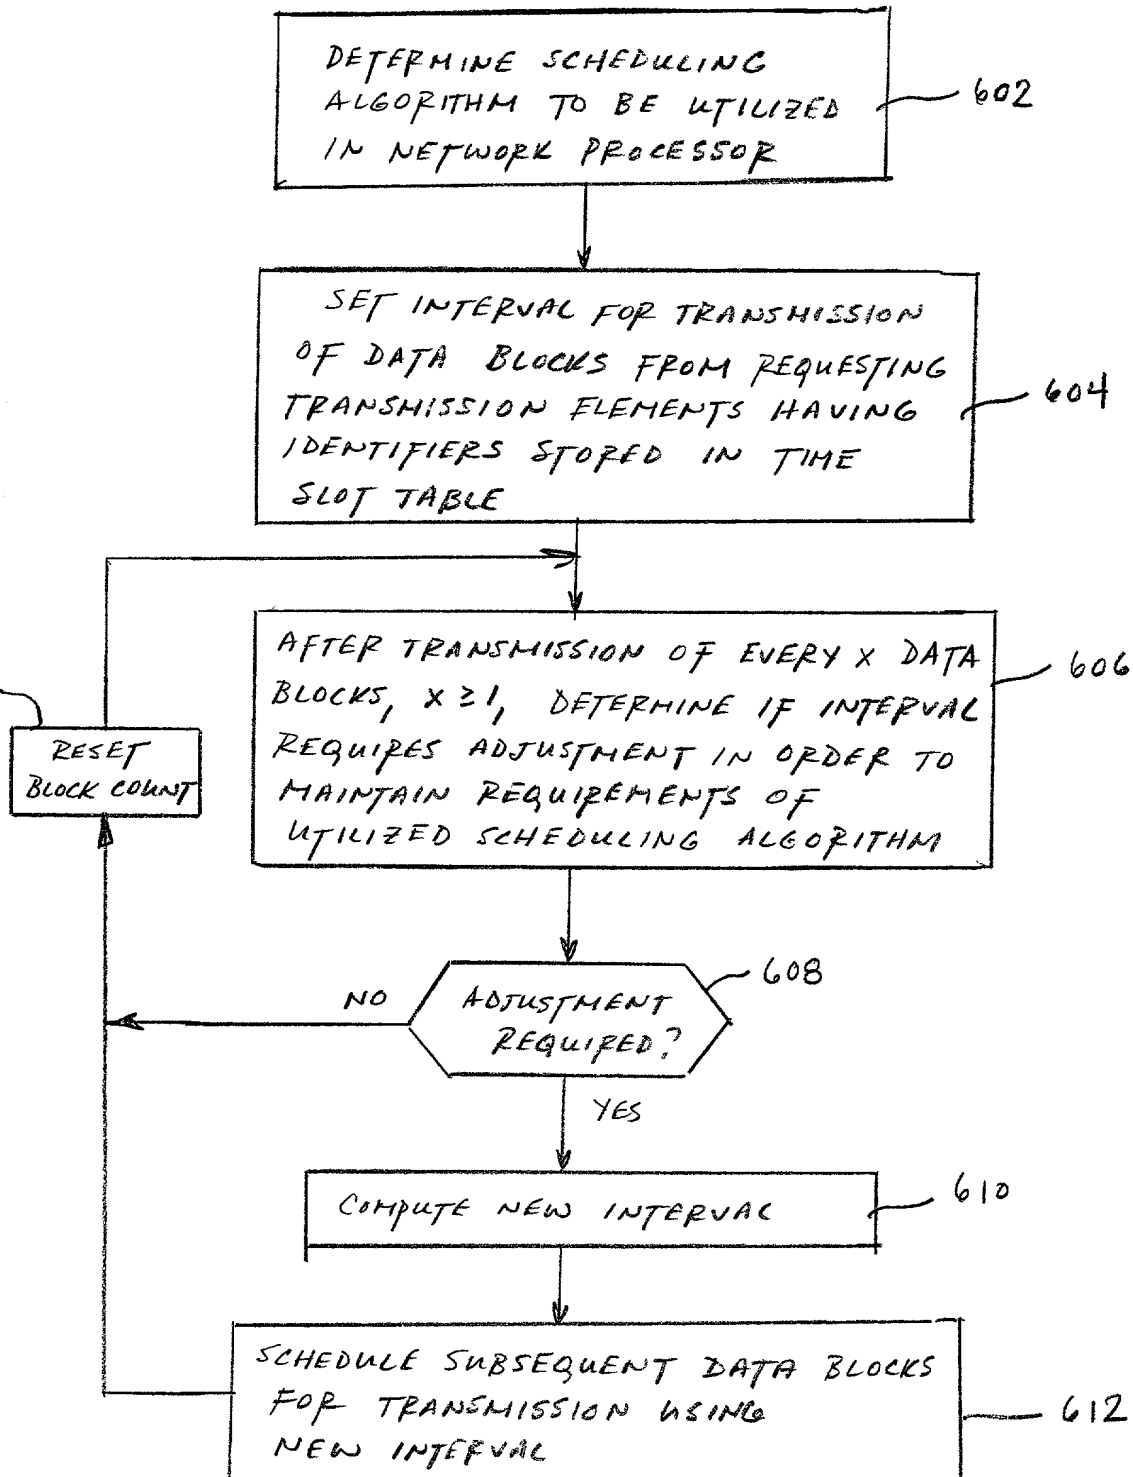 DETERMINE SCHEDULING
ALGORITHM TO BE UTILIZED
IN NETWORK PROCESSOR
602
SET INTERVAL FOR TRANSMISSION
OF DATA BLOCKS FROM REQUESTING
TRANSMISSION ELEMENTS HAVING
IDENTIFIERS STORED IN TIME
SLOT TABLE
604
AFTER TRANSMISSION OF EVERY X DATA
BLOCKS, X ≥ 1, DETERMINE IF INTERVAL
REQUIRES ADJUSTMENT IN ORDER TO
MAINTAIN REQUIREMENTS OF
UTILIZED SCHEDULING ALGORITHM
606
RESET
BLOCK COUNT
ADJUSTMENT
REQUIRED?
608
NO
YES
COMPUTE NEW INTERVAL
610
SCHEDULE SUBSEQUENT DATA BLOCKS
FOR TRANSMISSION USING
NEW INTERVAL
612